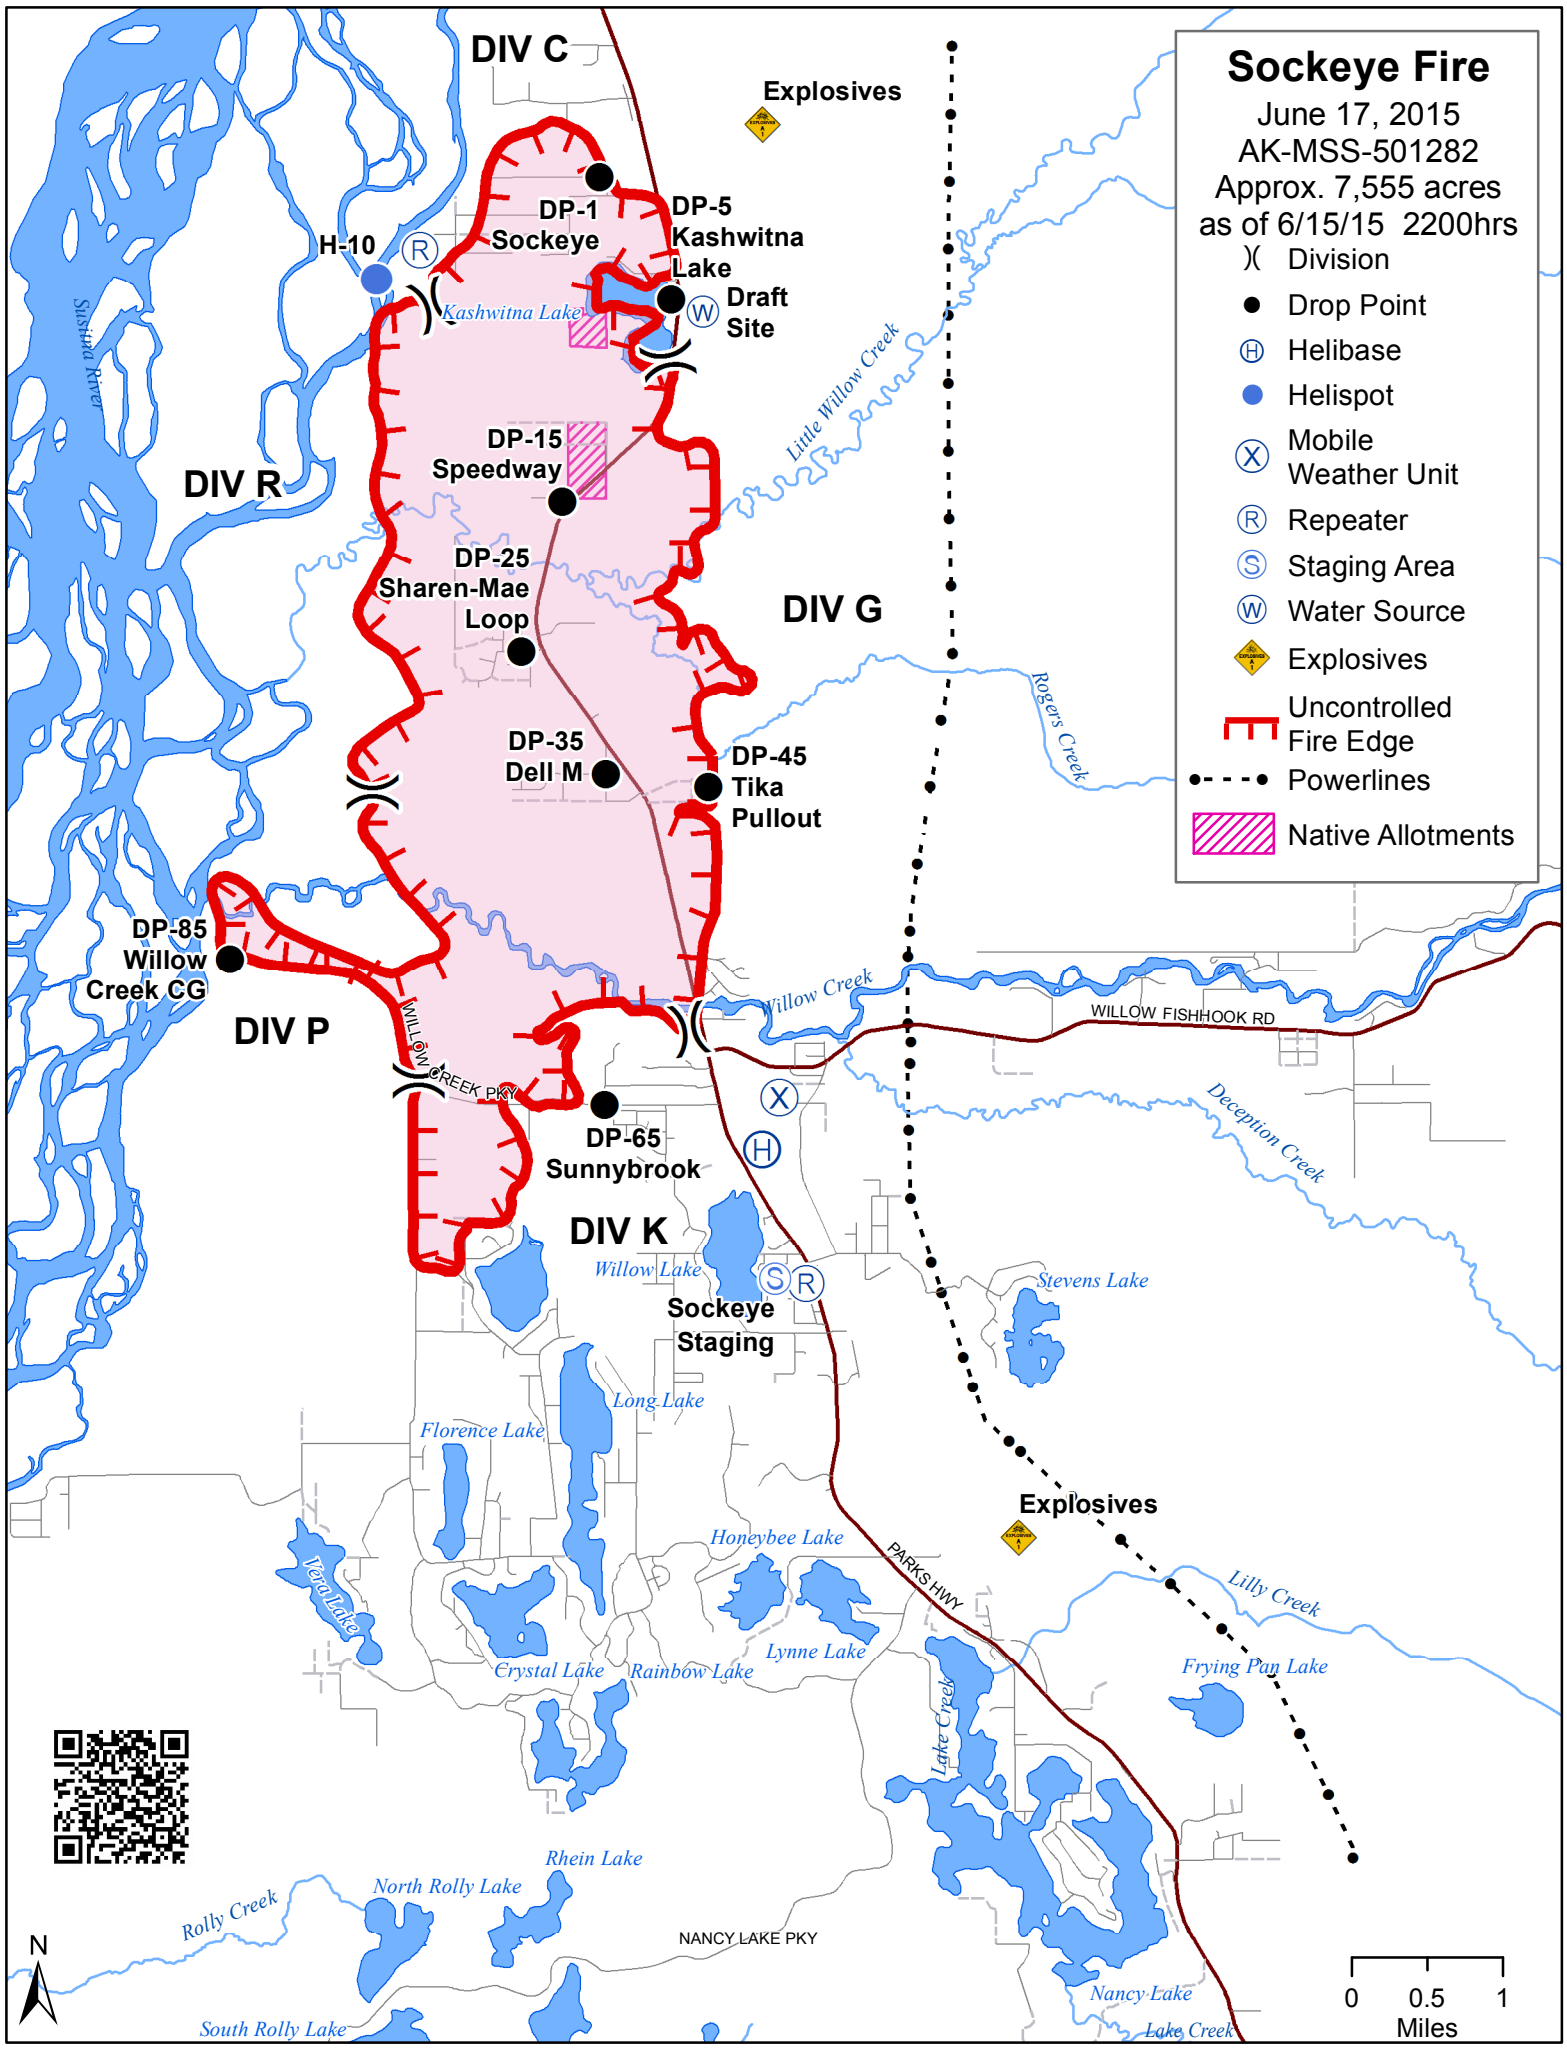 DIV C
Explosives
Sockeye Fire
June 17, 2015
AK-MSS-501282
Approx. 7,555 acres
as of 6/15/15 2200hrs
Division
Drop Point
H Helibase
Helispot
X Mobile
Weather Unit
R Repeater
S Staging Area
W Water Source
EXPLOSIVES
A
1
Explosives
Uncontrolled
Fire Edge
Powerlines
Native Allotments
EXPLOSIVES
A
1
DP-1
Sockeye
DP-5
Kashwitna
Lake
H-10
R
Kashwitna Lake
W
Draft
Site
Susitna River
Little Willow Creek
DIV R
DP-15
Speedway
DP-25
Sharen-Mae
Loop
DIV G
Rogers Creek
DP-35
Dell M
DP-45
Tika
Pullout
DP-85
Willow
Creek CG
DIV P
Willow Creek
WILLOW FISHHOOK RD
WILLOW CREEK PKY
X
H
Deception Creek
DP-65
Sunnybrook
DIV K
Willow Lake
S
R
Sockeye
Staging
Stevens Lake
Long Lake
Florence Lake
Explosives
EXPLOSIVES
A
1
Honeybee Lake
PARKS HWY
Vera Lake
Lilly Creek
Lynne Lake
Crystal Lake
Rainbow Lake
Frying Pan Lake
Lake Creek
Rhein Lake
North Rolly Lake
Rolly Creek
NANCY LAKE PKY
N
Nancy Lake
South Rolly Lake
Lake Creek
0 0.5 1
Miles